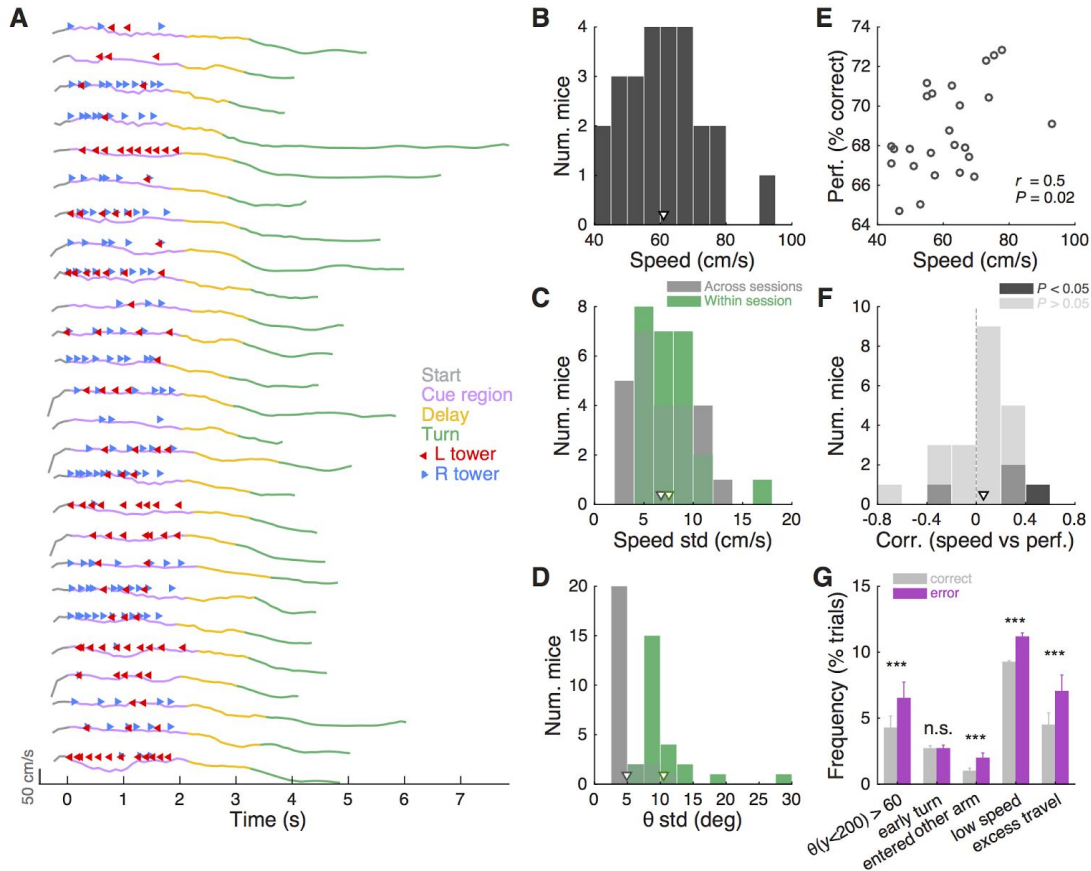 A
Start
Cue region
Delay
Turn
L tower
R tower
50 cm/s
0 1 2 3 4 5 6 7
Time (s)
B
4
3
2
1
0
Num. mice
40 60 80 100
Speed (cm/s)
C
Across sessions
Within session
8
6
4
2
0
Num. mice
0 5 10 15 20
Speed std (cm/s)
D
20
15
10
5
0
Num. mice
0 5 10 15 20 25 30
θ std (deg)
E
74
72
70
68
66
64
Perf. (% correct)
r = 0.5
P = 0.02
40 60 80 100
Speed (cm/s)
F
P < 0.05
P > 0.05
10
8
6
4
2
0
Num. mice
-0.8 -0.4 0 0.4 0.8
Corr. (speed vs perf.)
G
correct
error
15
10
5
0
Frequency (% trials)
***
n.s.
***
***
***
θ(y<200) > 60
early turn
entered other arm
low speed
excess travel